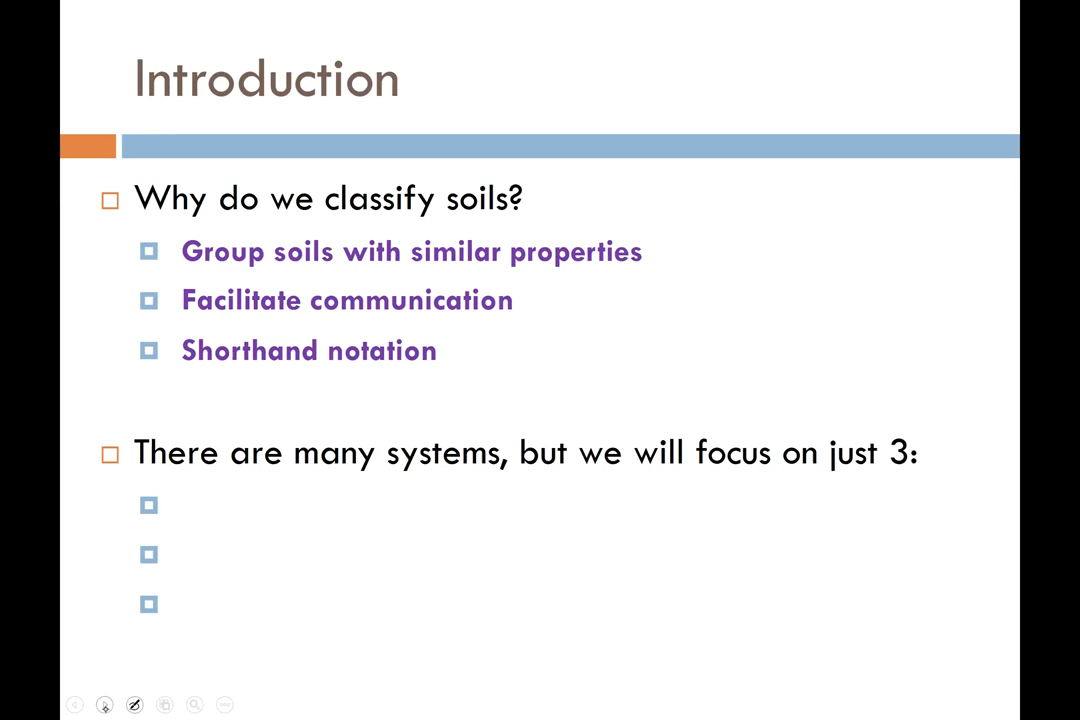 Introduction
Why do we classify soils?
Group soils with similar properties
Facilitate communication
Shorthand notation
There are many systems, but we will focus on just 3: